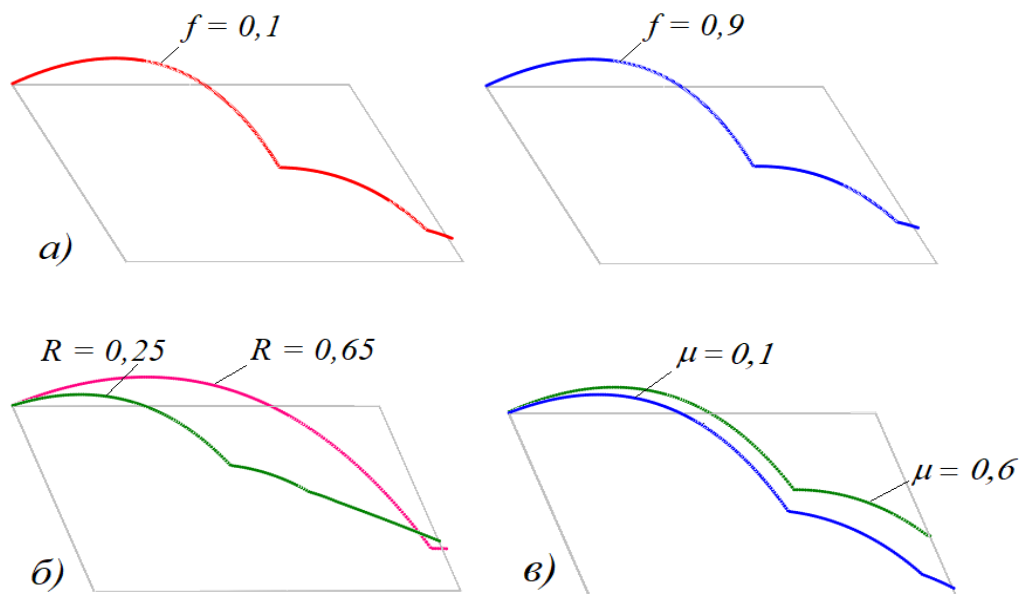 f = 0,1
f = 0,9
а)
R = 0,25
R = 0,65
μ = 0,1
μ = 0,6
б)
в)